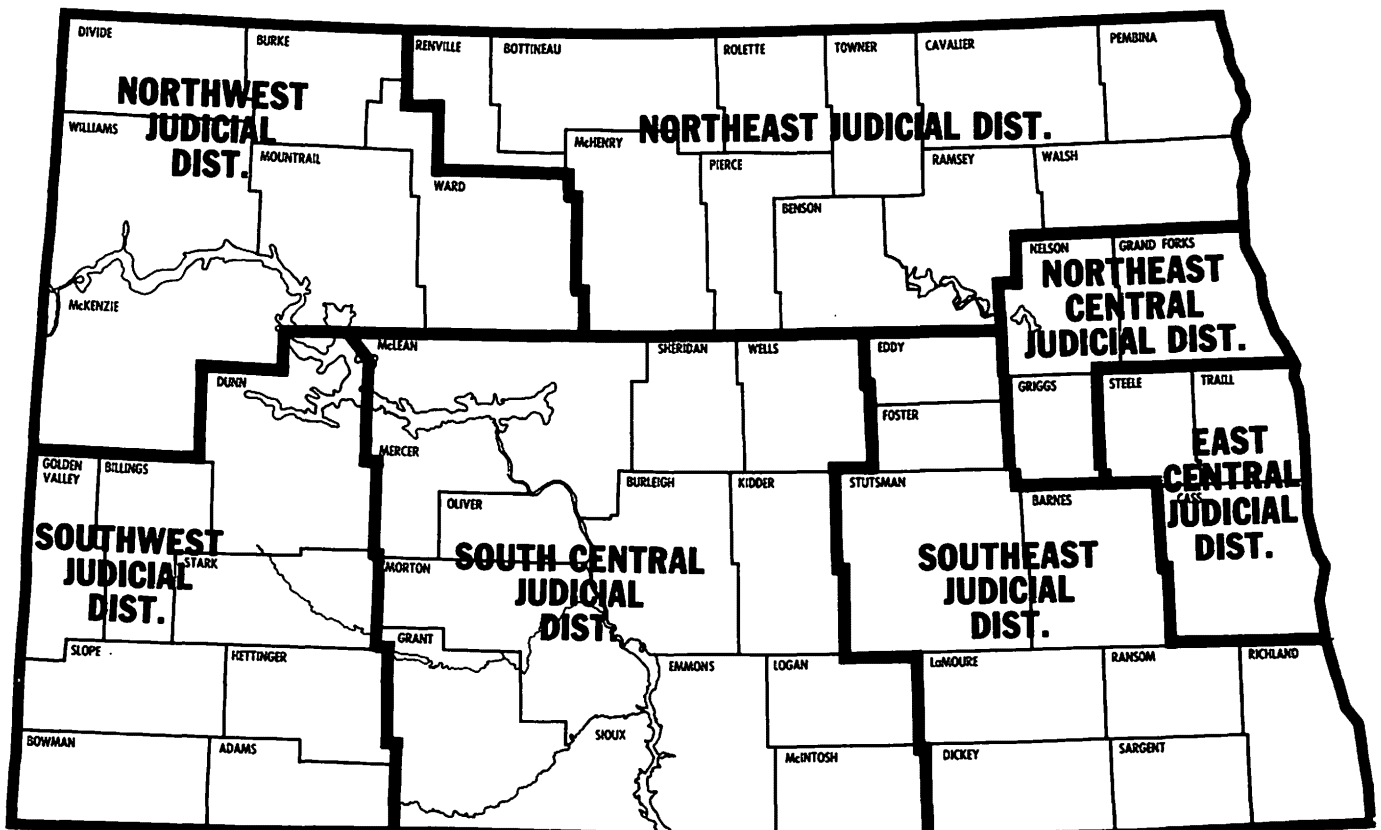 DIVIDE
BURKE
RENVILLE
BOTTINEAU
ROLETTE
TOWNER
CAVALIER
PEMBINA
NORTHWEST
JUDICIAL
DIST.
WILLIAMS
MOUNTRAIL
WARD
McHENRY
NORTHEAST JUDICIAL DIST.
PIERCE
RAMSEY
WALSH
BENSON
NELSON
GRAND FORKS
NORTHEAST
CENTRAL
JUDICIAL DIST.
McKENZIE
McLEAN
SHERIDAN
WELLS
EDDY
DUNN
GRIGGS
STEELE
TRAILL
FOSTER
EAST
CENTRAL
CASS
JUDICIAL
DIST.
MERCER
GOLDEN
VALLEY
BILLINGS
OLIVER
BURLEIGH
KIDDER
STUTSMAN
BARNES
SOUTHWEST
JUDICIAL
DIST.
STARK
MORTON
SOUTH CENTRAL
JUDICIAL
DIST.
SOUTHEAST
JUDICIAL
DIST.
GRANT
SLOPE
HETTINGER
EMMONS
LOGAN
LaMOURE
RANSOM
RICHLAND
BOWMAN
ADAMS
SIOUX
McINTOSH
DICKEY
SARGENT